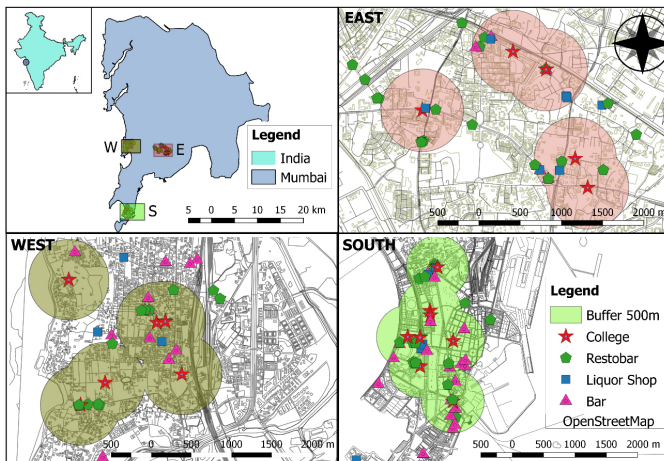 EAST
W
E
S
Legend
India
Mumbai
5 0 5 10 15 20 km
500 0 500 1000 1500 2000 m
WEST
500 0 500 1000 1500 2000 m
SOUTH
Legend
Buffer 500m
College
Restobar
Liquor Shop
Bar
OpenStreetMap
500 0 500 1000 1500 2000 m